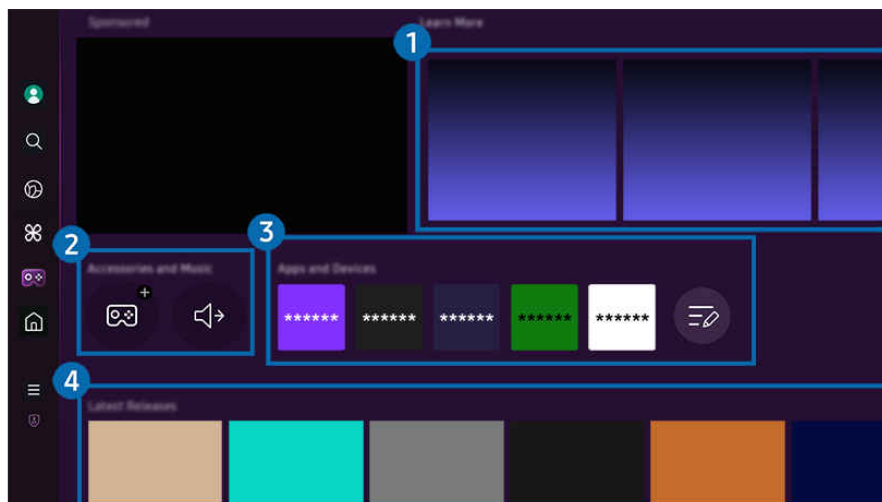 Sponsored
Learn More
1
2
3
Accessories and Music
Apps and Devices
****** ****** ****** ****** ******
4
Latest Releases